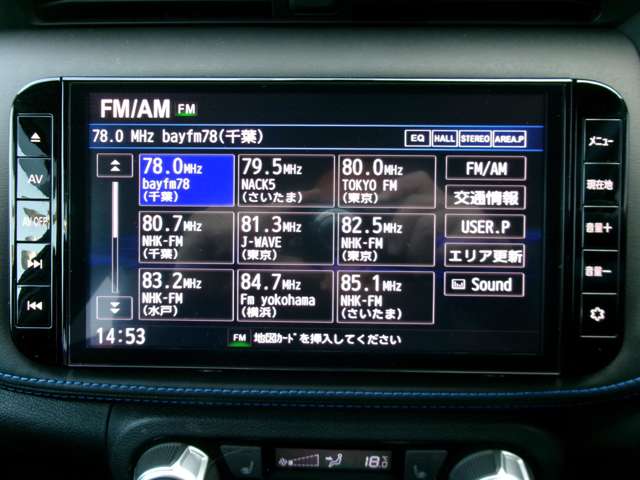 FM/AM FM
78.0 MHz bayfm78(千葉)
EQ HALL STEREO AREA.P
78.0MHz
bayfm78
(千葉)
79.5MHz
NACK5
(さいたま)
80.0MHz
TOKYO FM
(東京)
80.7MHz
NHK-FM
(千葉)
81.3MHz
J-WAVE
(東京)
82.5MHz
NHK-FM
(東京)
83.2MHz
NHK-FM
(水戸)
84.7MHz
Fm yokohama
(横浜)
85.1MHz
NHK-FM
(さいたま)
FM/AM
交通情報
USER.P
エリア更新
Sound
14:53
FM 地図ｶｰﾄﾞを挿入してください
AV
AV OFF
メニュー
現在地
音量+
音量−
18℃